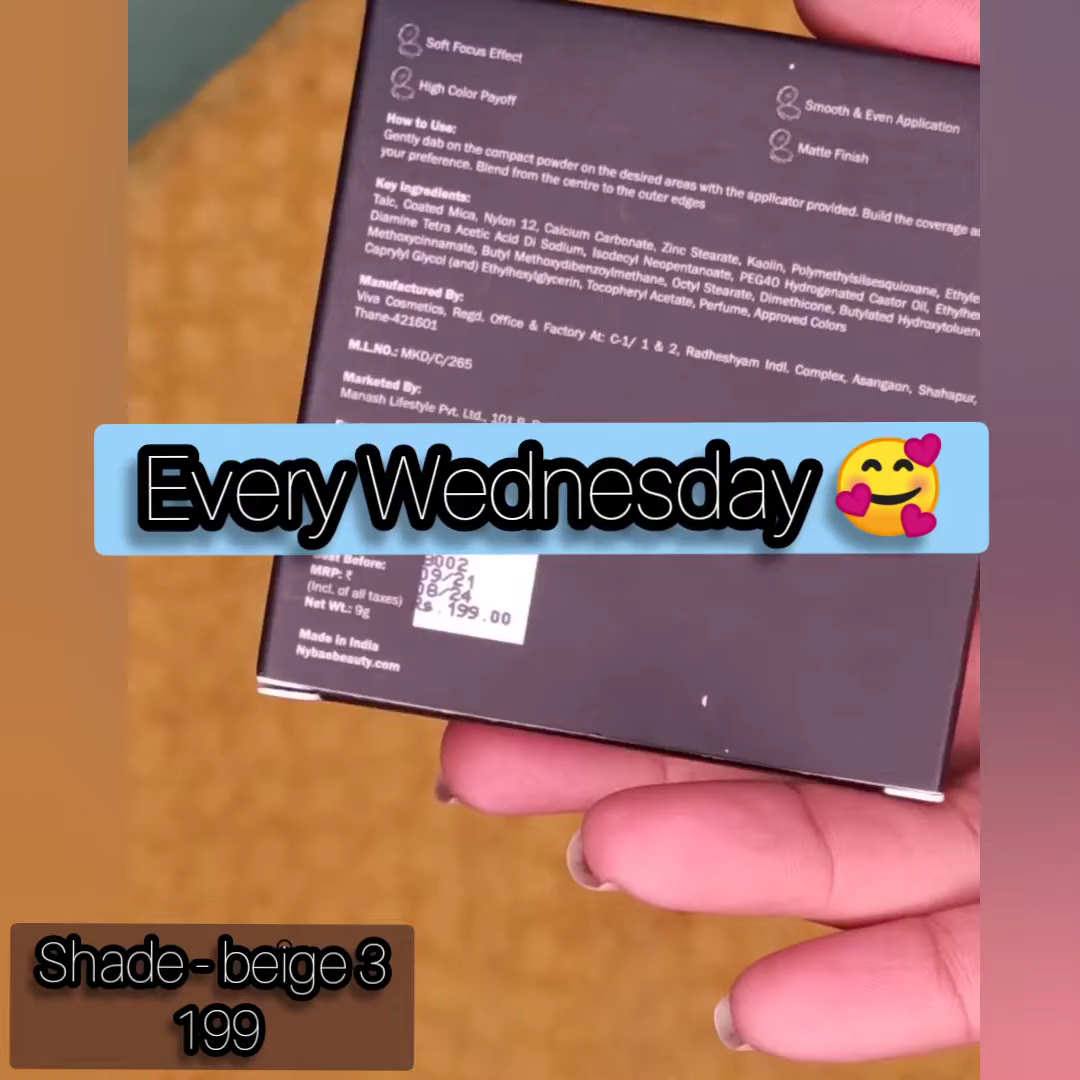 Soft Focus Effect
High Color Payoff
Smooth & Even Application
Matte Finish
How to Use:
Gently dab on the compact powder on the desired areas with the applicator provided. Build the coverage
your preference. Blend from the centre to the outer edges
Key Ingredients:
Talc, Coated Mica, Nylon 12, Calcium Carbonate, Zinc Stearate, Kaolin, Polymethylsilsesquioxane,
Diamine Tetra Acetic Acid Di Sodium, Isodecyl Neopentanoate, PEG40 Hydrogenated Castor Oil,
Methoxycinnamate, Butyl Methoxydibenzoylmethane, Octyl Stearate, Dimethicone, Butylated
Caprylyl Glycol (and) Ethylhexylglycerin, Tocopheryl Acetate, Perfume, Approved Colors
Manufactured By:
Viva Cosmetics, Regd. Office & Factory At: C-1/ 1 & 2, Radheshyam Indl. Complex, Asangaon, Shahapur,
Thane-421601
M.L.NO.: MKD/C/265
Marketed By:
Manash Lifestyle Pvt. Ltd., 101
Every Wednesday 🥰
Before:
MRP: ₹
(Incl. of all taxes)
Net Wt.: 9g
09/21
08/24
Rs.199.00
Made in India
Nybaebeauty.com
Shade - beige 3
199